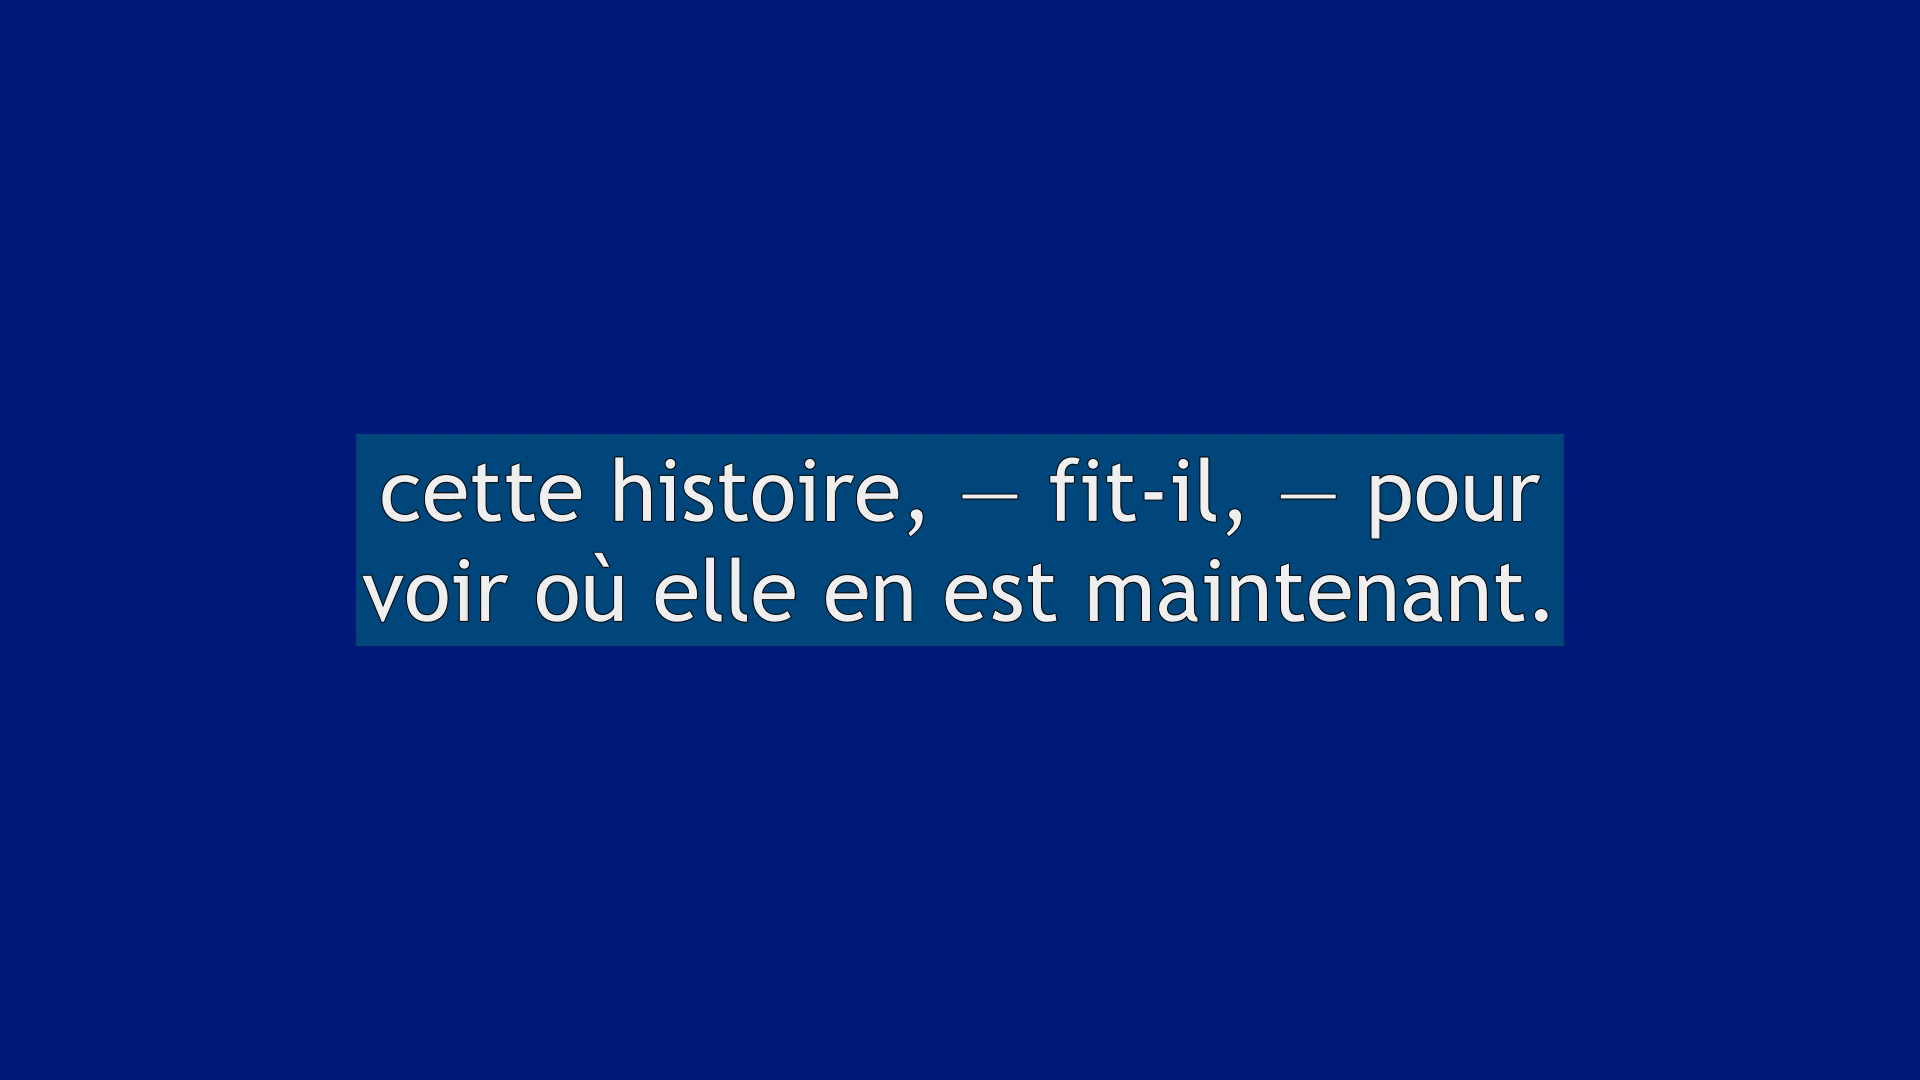 cette histoire, — fit-il, — pour
voir où elle en est maintenant.